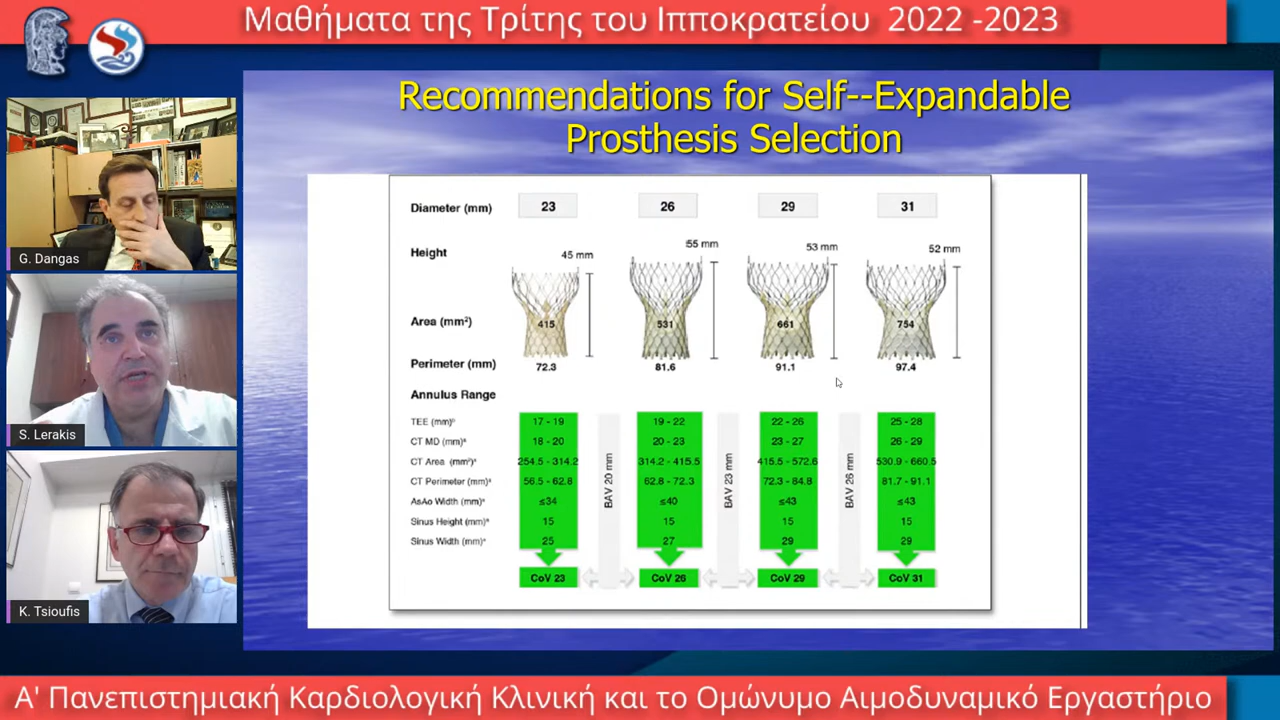 Μαθήματα της Τρίτης του Ιπποκρατείου 2022 -2023
G. Dangas
S. Lerakis
K. Tsioufis
Recommendations for Self--Expandable
Prosthesis Selection
Diameter (mm) 23 26 29 31
Height 45 mm 55 mm 53 mm 52 mm
Area (mm²) 415 531 661 754
Perimeter (mm) 72.3 81.6 91.1 97.4
Annulus Range
TEE (mm)ᵇ 17 - 19 19 - 22 22 - 26 25 - 28
CT MD (mm)ᵃ 18 - 20 20 - 23 23 - 27 26 - 29
CT Area (mm²)ᵃ 254.5 - 314.2 314.2 - 415.5 415.5 - 572.6 530.9 - 660.5
CT Perimeter (mm)ᵃ 56.5 - 62.8 62.8 - 72.3 72.3 - 84.8 81.7 - 91.1
AsAo Width (mm)ᵃ ≤34 ≤40 ≤43 ≤43
Sinus Height (mm)ᵃ 15 15 15 15
Sinus Width (mm)ᵃ 25 27 29 29
BAV 20 mm
BAV 23 mm
BAV 26 mm
CoV 23 CoV 26 CoV 29 CoV 31
Α' Πανεπιστημιακή Καρδιολογική Κλινική και το Ομώνυμο Αιμοδυναμικό Εργαστήριο